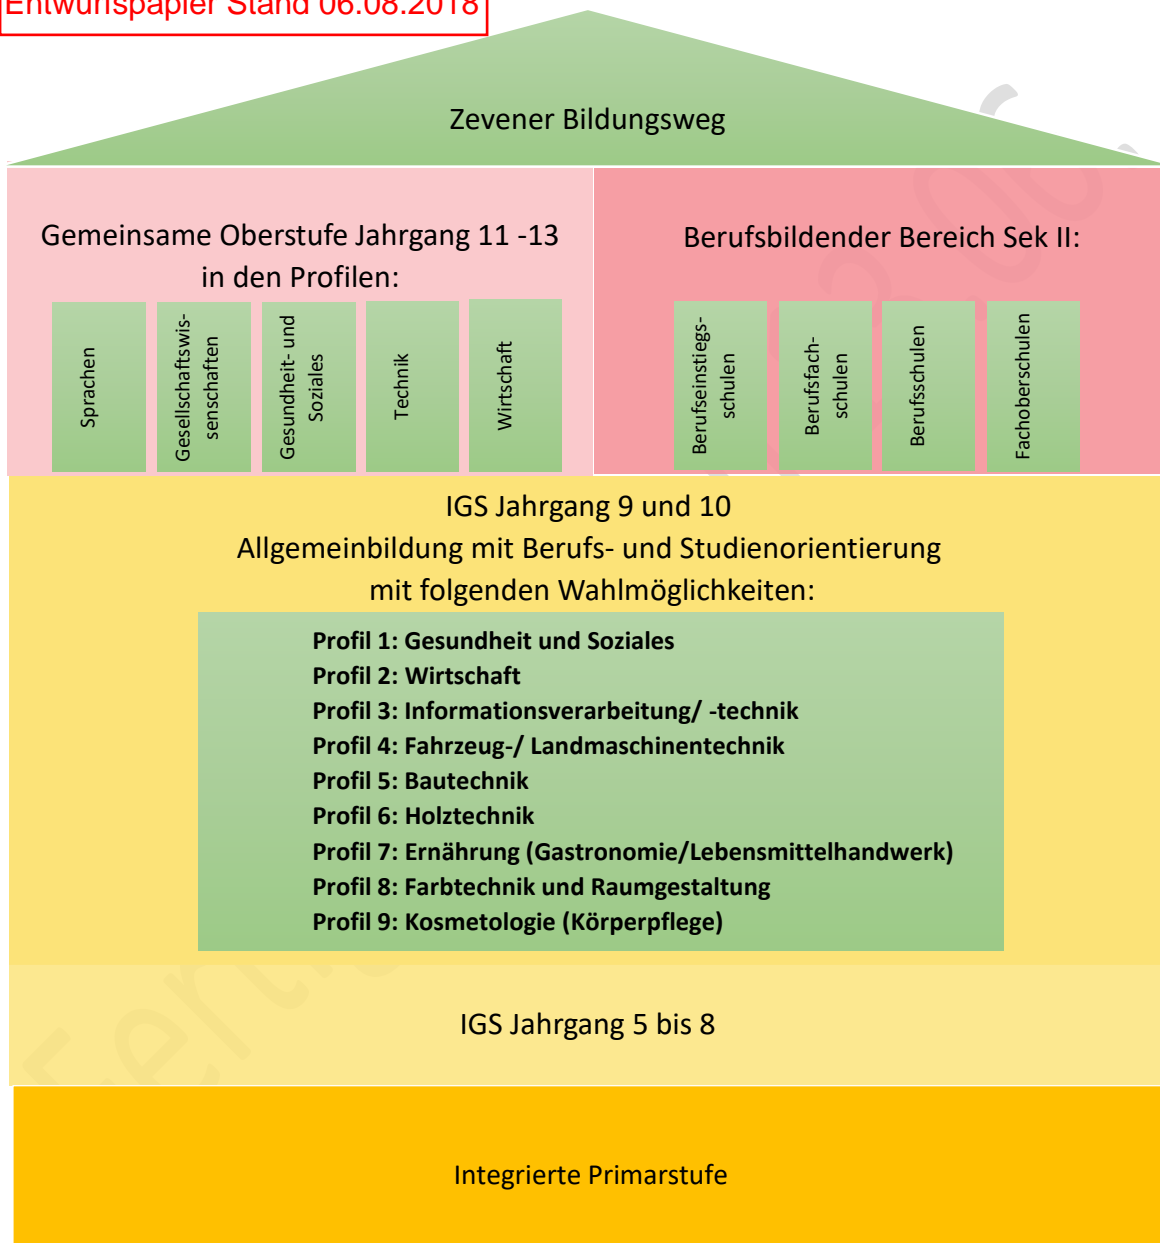 Entwurfspapier Stand 06.08.2018
Zevener Bildungsweg
Gemeinsame Oberstufe Jahrgang 11 -13
in den Profilen:
Sprachen
Gesellschaftswis-
senschaften
Gesundheit- und
Soziales
Technik
Wirtschaft
Berufsbildender Bereich Sek II:
Berufseinstiegs-
schulen
Berufsfach-
schulen
Berufsschulen
Fachoberschulen
IGS Jahrgang 9 und 10
Allgemeinbildung mit Berufs- und Studienorientierung
mit folgenden Wahlmöglichkeiten:
Profil 1: Gesundheit und Soziales
Profil 2: Wirtschaft
Profil 3: Informationsverarbeitung/ -technik
Profil 4: Fahrzeug-/ Landmaschinentechnik
Profil 5: Bautechnik
Profil 6: Holztechnik
Profil 7: Ernährung (Gastronomie/Lebensmittelhandwerk)
Profil 8: Farbtechnik und Raumgestaltung
Profil 9: Kosmetologie (Körperpflege)
IGS Jahrgang 5 bis 8
Integrierte Primarstufe